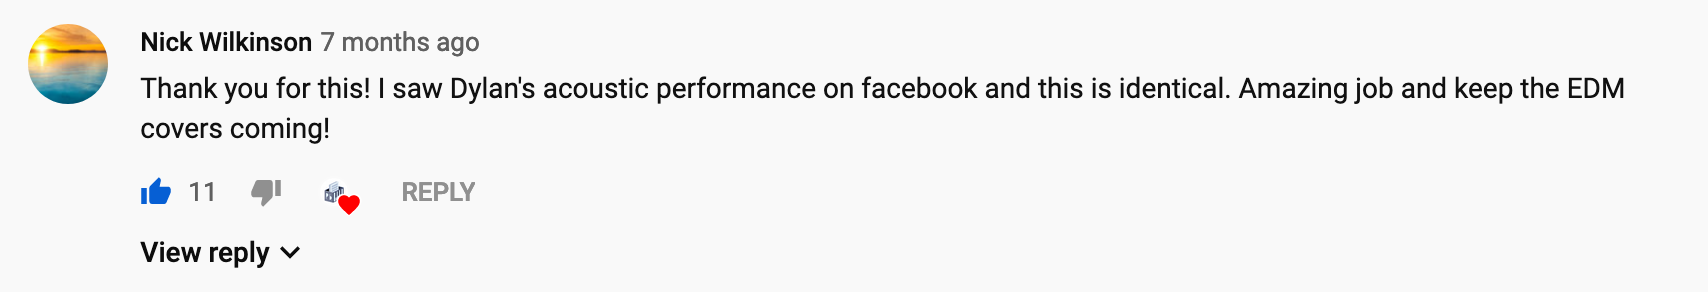 Nick Wilkinson 7 months ago
Thank you for this! I saw Dylan's acoustic performance on facebook and this is identical. Amazing job and keep the EDM
covers coming!
11 REPLY
View reply